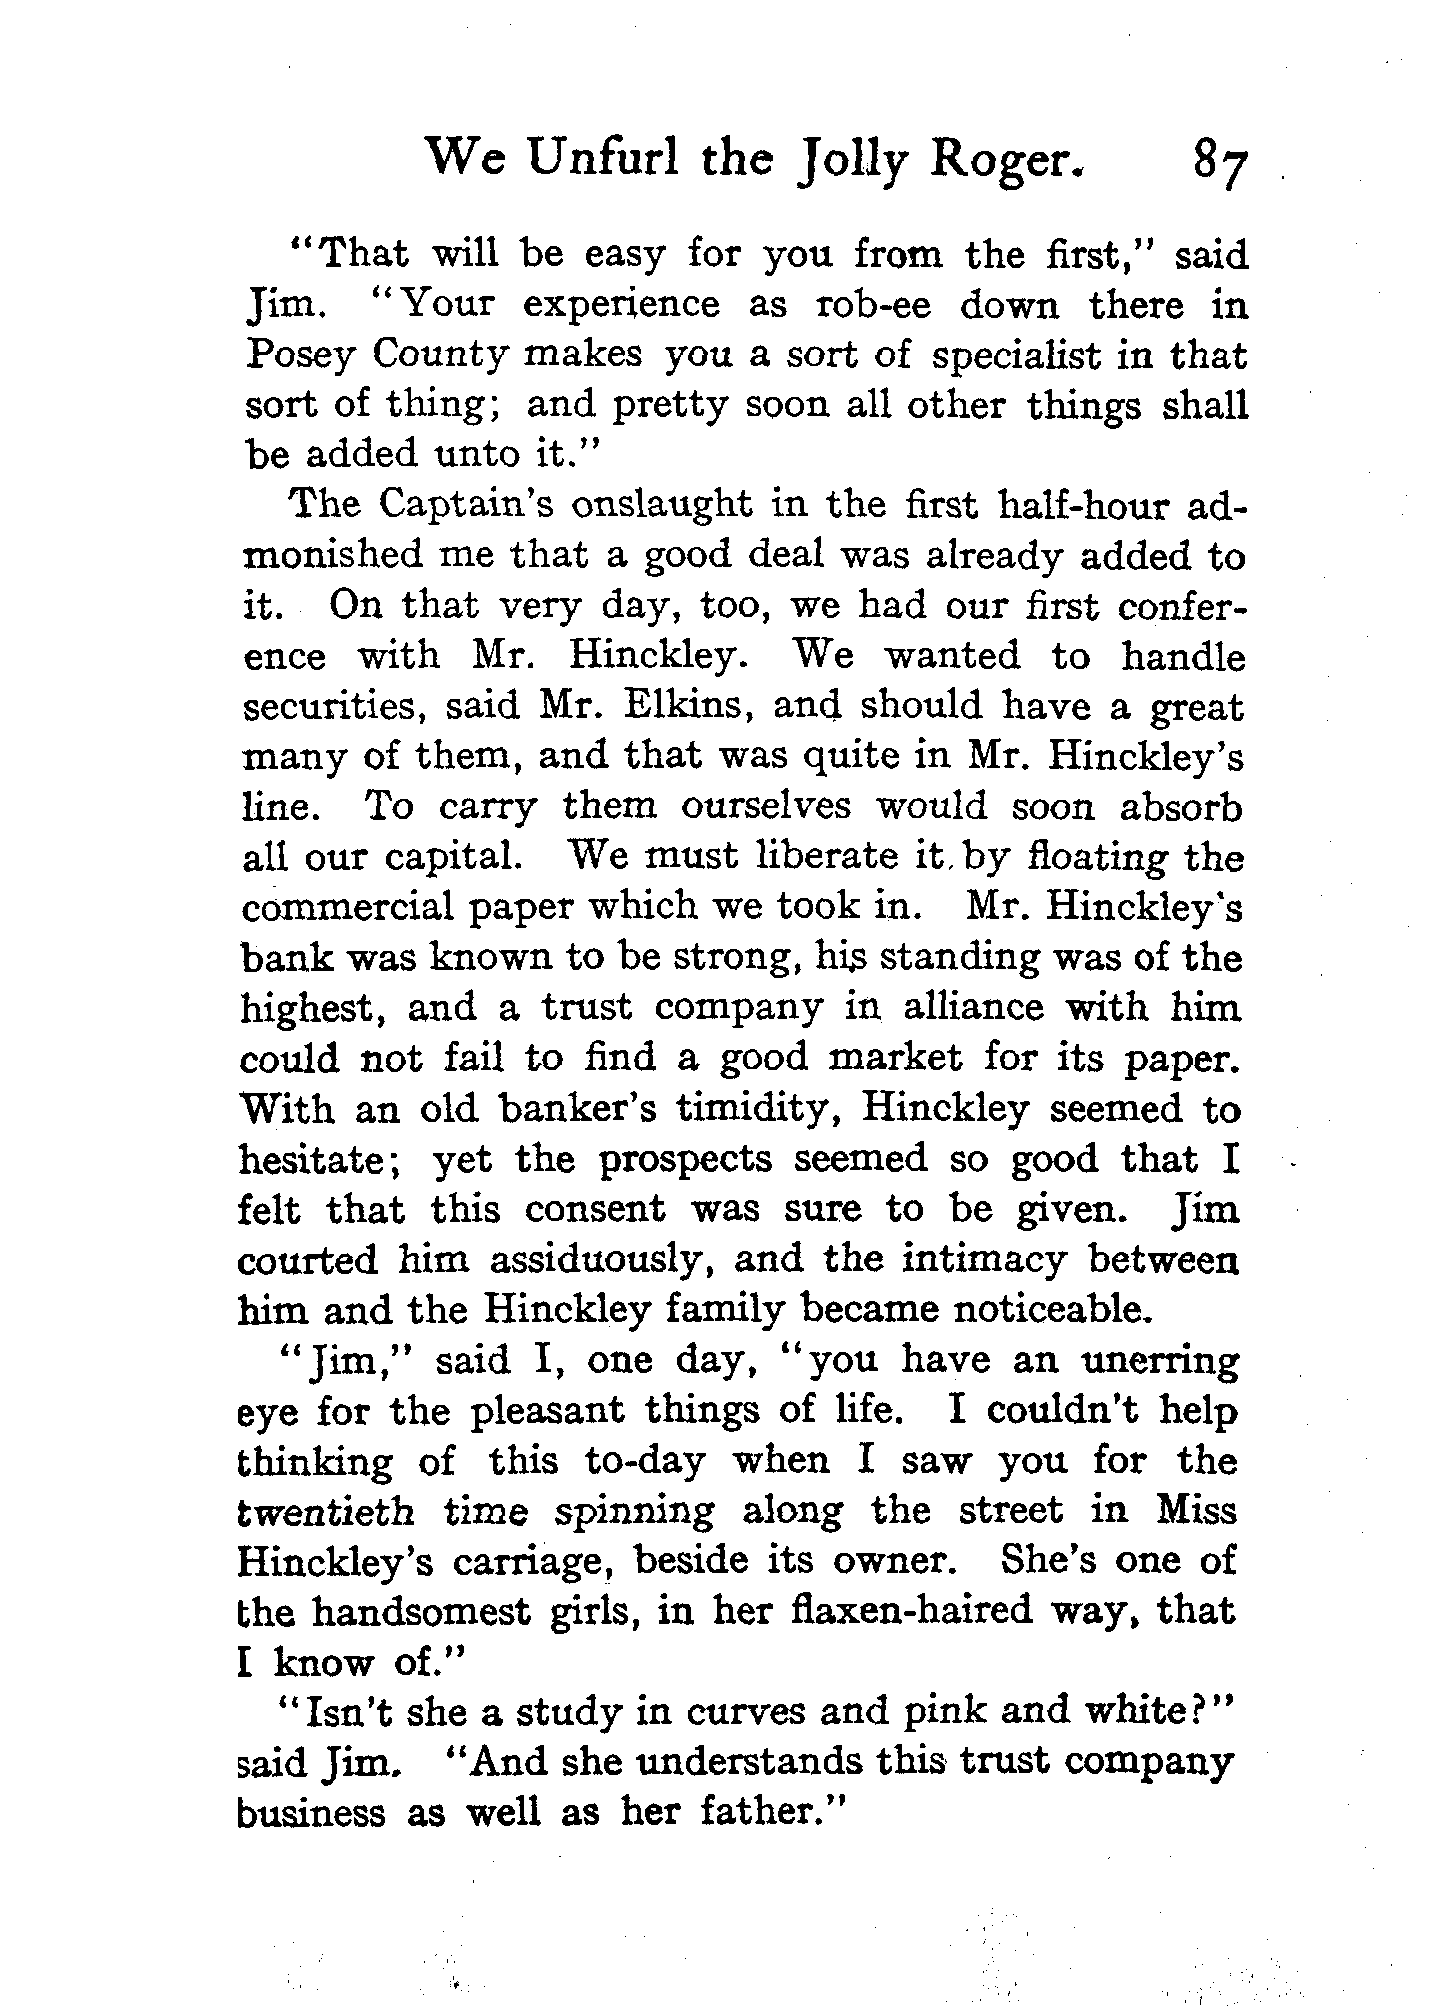 We Unfurl the Jolly Roger. 87
"That will be easy for you from the first," said
Jim. "Your experience as rob-ee down there in
Posey County makes you a sort of specialist in that
sort of thing; and pretty soon all other things shall
be added unto it."
The Captain's onslaught in the first half-hour ad-
monished me that a good deal was already added to
it. On that very day, too, we had our first confer-
ence with Mr. Hinckley. We wanted to handle
securities, said Mr. Elkins, and should have a great
many of them, and that was quite in Mr. Hinckley's
line. To carry them ourselves would soon absorb
all our capital. We must liberate it by floating the
commercial paper which we took in. Mr. Hinckley's
bank was known to be strong, his standing was of the
highest, and a trust company in alliance with him
could not fail to find a good market for its paper.
With an old banker's timidity, Hinckley seemed to
hesitate; yet the prospects seemed so good that I
felt that this consent was sure to be given. Jim
courted him assiduously, and the intimacy between
him and the Hinckley family became noticeable.
"Jim," said I, one day, "you have an unerring
eye for the pleasant things of life. I couldn't help
thinking of this to-day when I saw you for the
twentieth time spinning along the street in Miss
Hinckley's carriage, beside its owner. She's one of
the handsomest girls, in her flaxen-haired way, that
I know of."
"Isn't she a study in curves and pink and white?"
said Jim. "And she understands this trust company
business as well as her father."